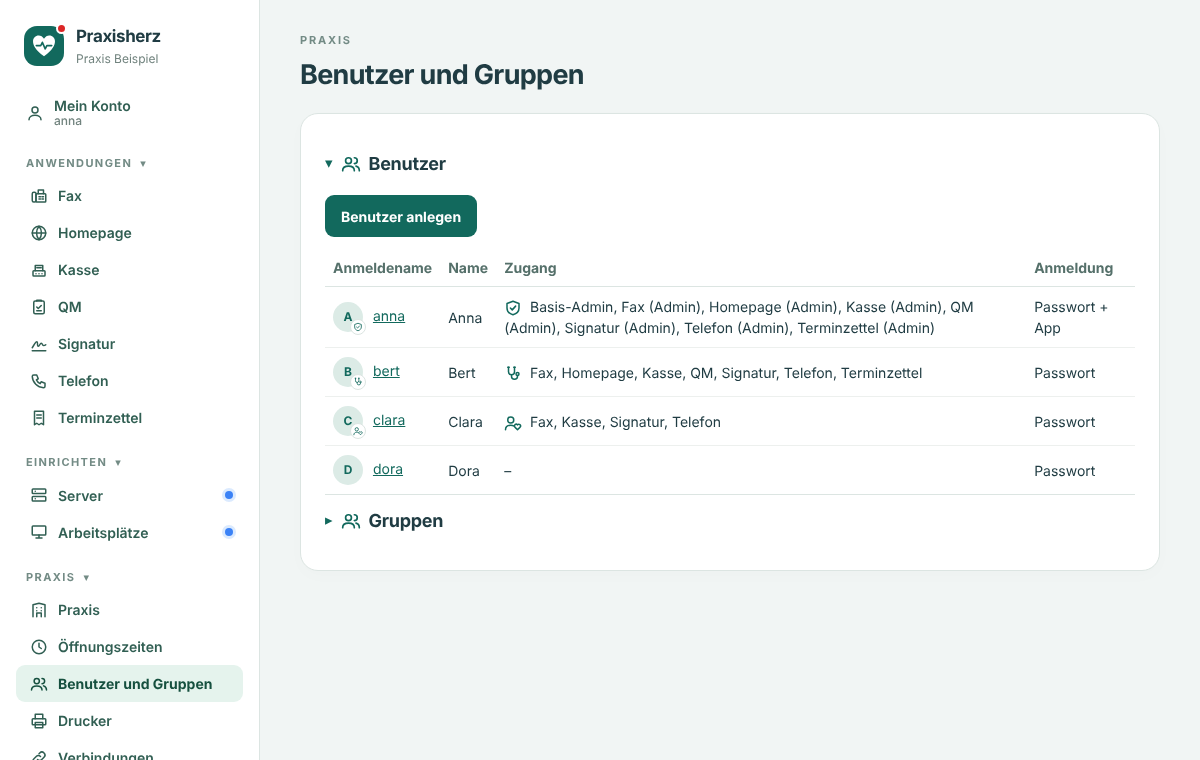 Praxisherz
Praxis Beispiel
Mein Konto
anna
ANWENDUNGEN ▾
Fax
Homepage
Kasse
QM
Signatur
Telefon
Terminzettel
EINRICHTEN ▾
Server
Arbeitsplätze
PRAXIS ▾
Praxis
Öffnungszeiten
Benutzer und Gruppen
Drucker
Verbindungen
PRAXIS
Benutzer und Gruppen
▾ Benutzer
Benutzer anlegen
Anmeldename Name Zugang Anmeldung
A anna Anna Basis-Admin, Fax (Admin), Homepage (Admin), Kasse (Admin), QM (Admin), Signatur (Admin), Telefon (Admin), Terminzettel (Admin) Passwort + App
B bert Bert Fax, Homepage, Kasse, QM, Signatur, Telefon, Terminzettel Passwort
C clara Clara Fax, Kasse, Signatur, Telefon Passwort
D dora Dora – Passwort
▸ Gruppen